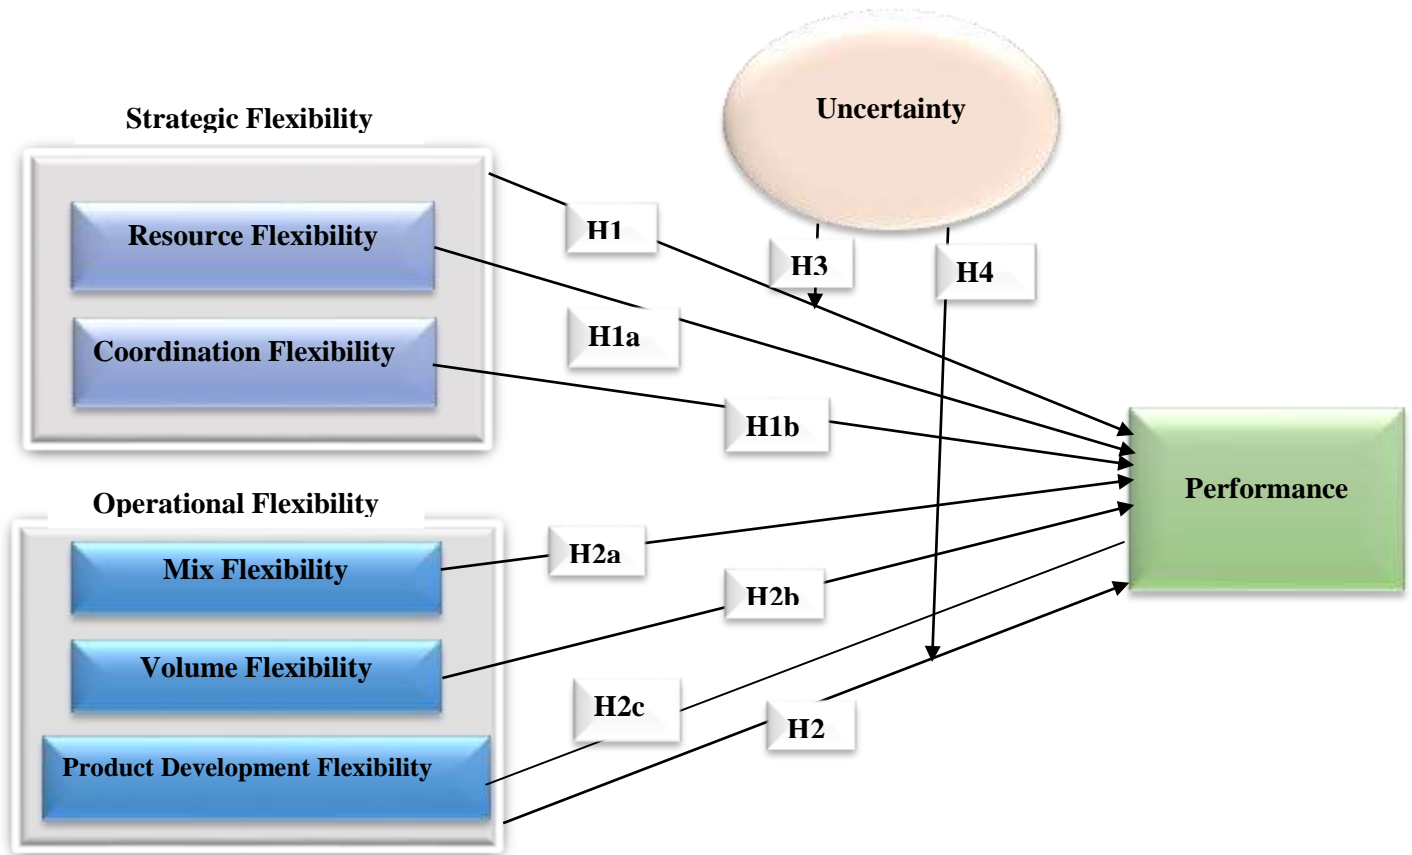 Uncertainty
Strategic Flexibility
Resource Flexibility
H1
H3
H4
H1a
Coordination Flexibility
H1b
Performance
Operational Flexibility
Mix Flexibility
H2a
H2b
Volume Flexibility
H2c
H2
Product Development Flexibility